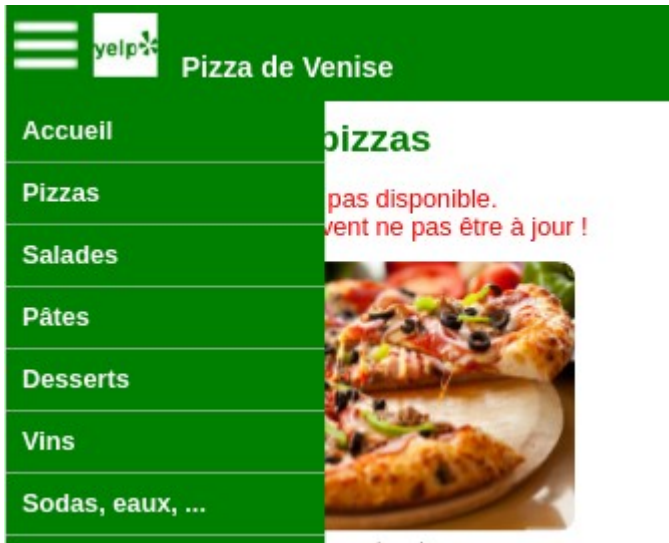 yelp
Pizza de Venise
Accueil
pizzas
Pizzas
pas disponible.
Salades
vent ne pas être à jour !
Pâtes
Desserts
Vins
Sodas, eaux, ...